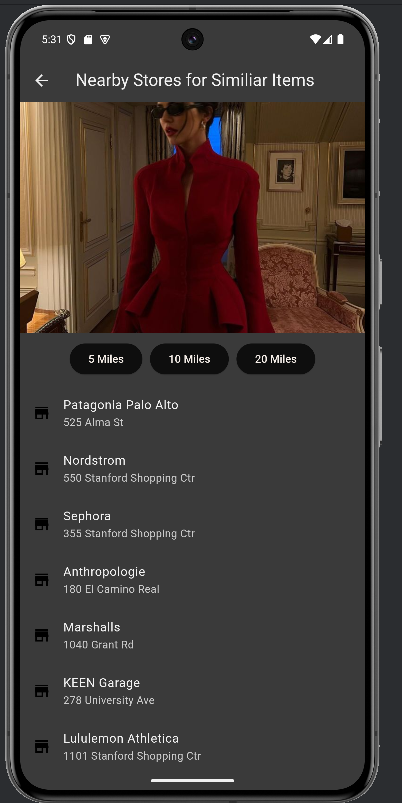 5:31
Nearby Stores for Similiar Items
5 Miles 10 Miles 20 Miles
Patagonia Palo Alto
525 Alma St
Nordstrom
550 Stanford Shopping Ctr
Sephora
355 Stanford Shopping Ctr
Anthropologie
180 El Camino Real
Marshalls
1040 Grant Rd
KEEN Garage
278 University Ave
Lululemon Athletica
1101 Stanford Shopping Ctr